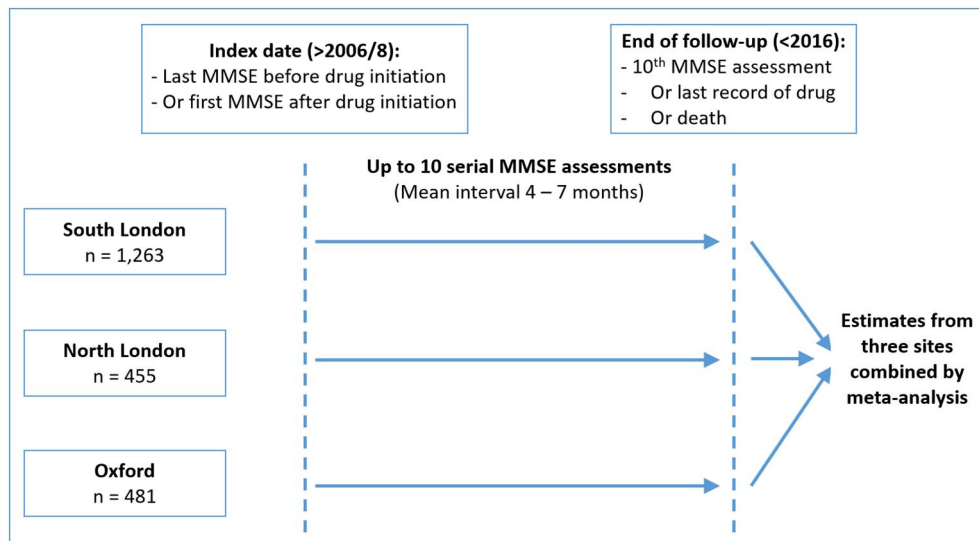 Index date (>2006/8):
- Last MMSE before drug initiation
- Or first MMSE after drug initiation
End of follow-up (<2016):
- 10th MMSE assessment
- Or last record of drug
- Or death
Up to 10 serial MMSE assessments
(Mean interval 4 – 7 months)
South London
n = 1,263
North London
n = 455
Oxford
n = 481
Estimates from
three sites
combined by
meta-analysis